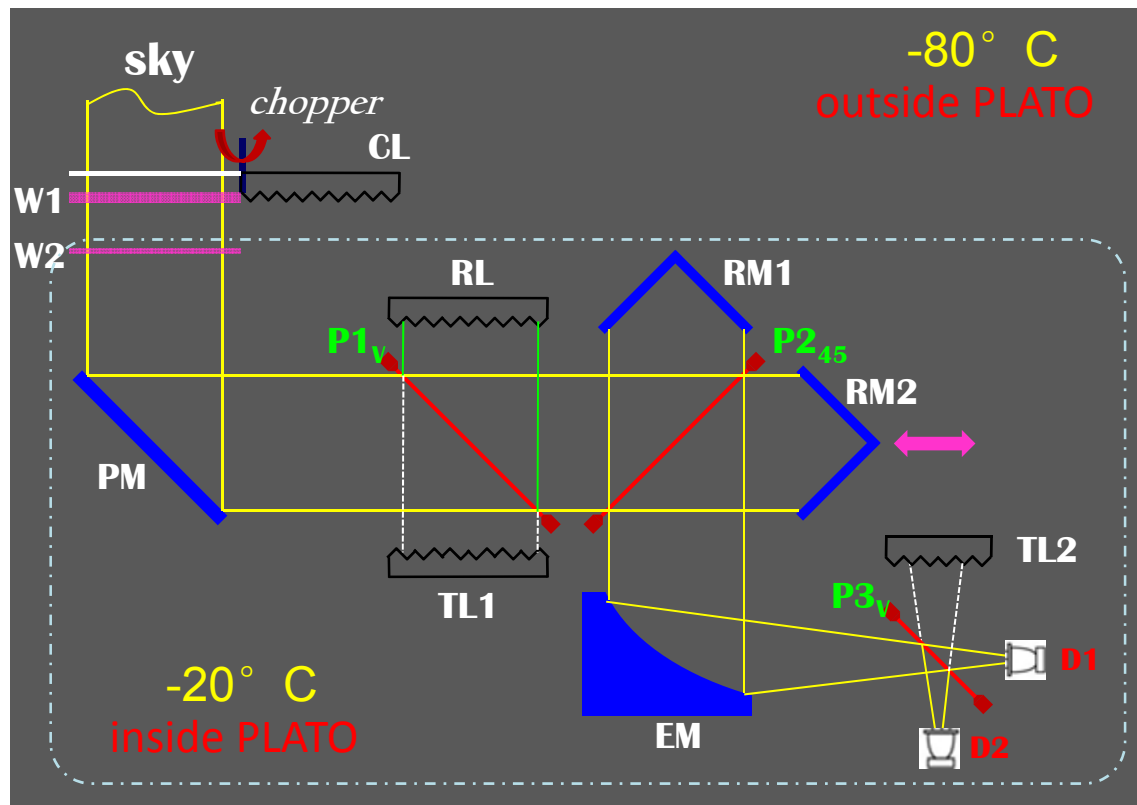 -80° C
outside PLATO
sky
chopper
CL
W1
W2
RL
RM1
P1V
P245
RM2
PM
TL1
TL2
P3V
D1
-20° C
inside PLATO
EM
D2